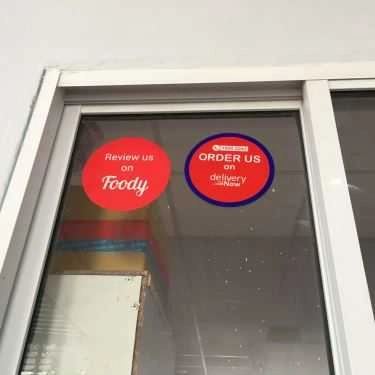 Review us
on
Foody
ORDER US
on
delivery
Now